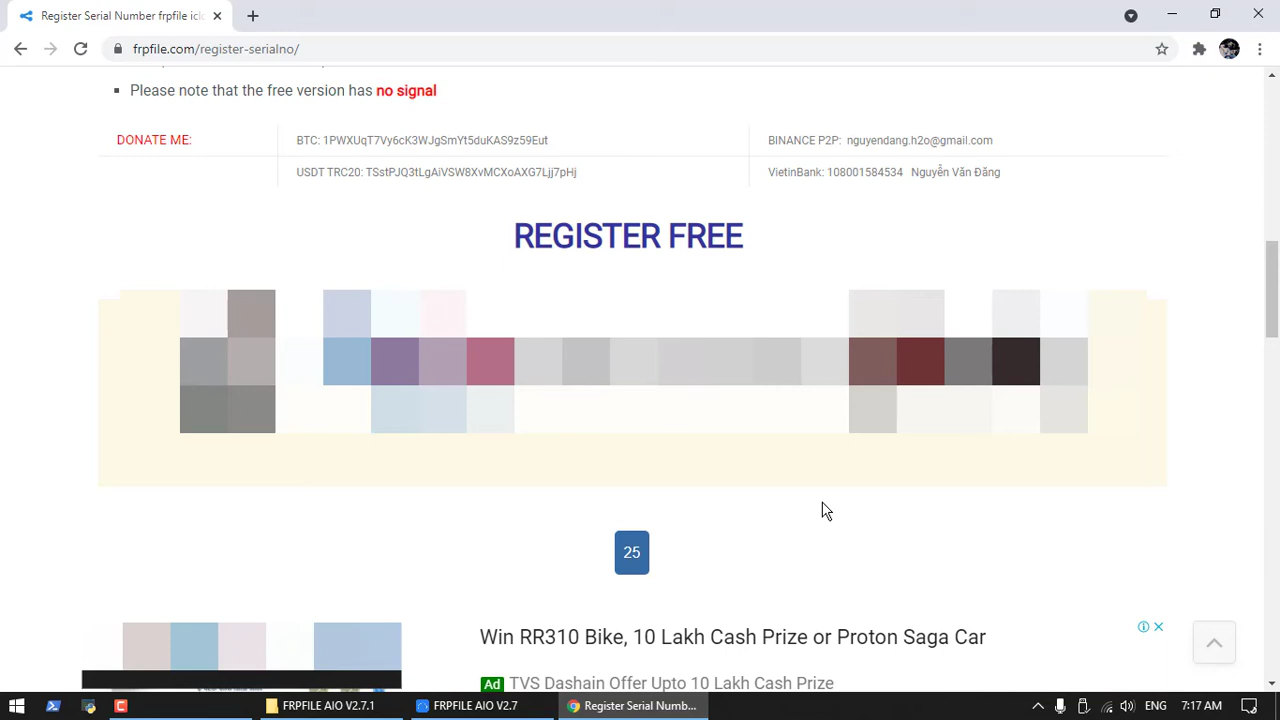 Register Serial Number frpfile icl
frpfile.com/register-serialno/
Please note that the free version has no signal
DONATE ME: BTC: 1PWXUqT7Vy6cK3WJgSmYt5duKAS9z59Eut BINANCE P2P: nguyendang.h2o@gmail.com
USDT TRC20: TSstPJQ3tLgAiVSW8XvMCXoAXG7Ljj7pHj VietinBank: 108001584534 Nguyễn Văn Đăng
REGISTER FREE
25
Win RR310 Bike, 10 Lakh Cash Prize or Proton Saga Car
Ad TVS Dashain Offer Upto 10 Lakh Cash Prize
FRPFILE AIO V2.7.1 FRPFILE AIO V2.7 Register Serial Numb... ENG 7:17 AM